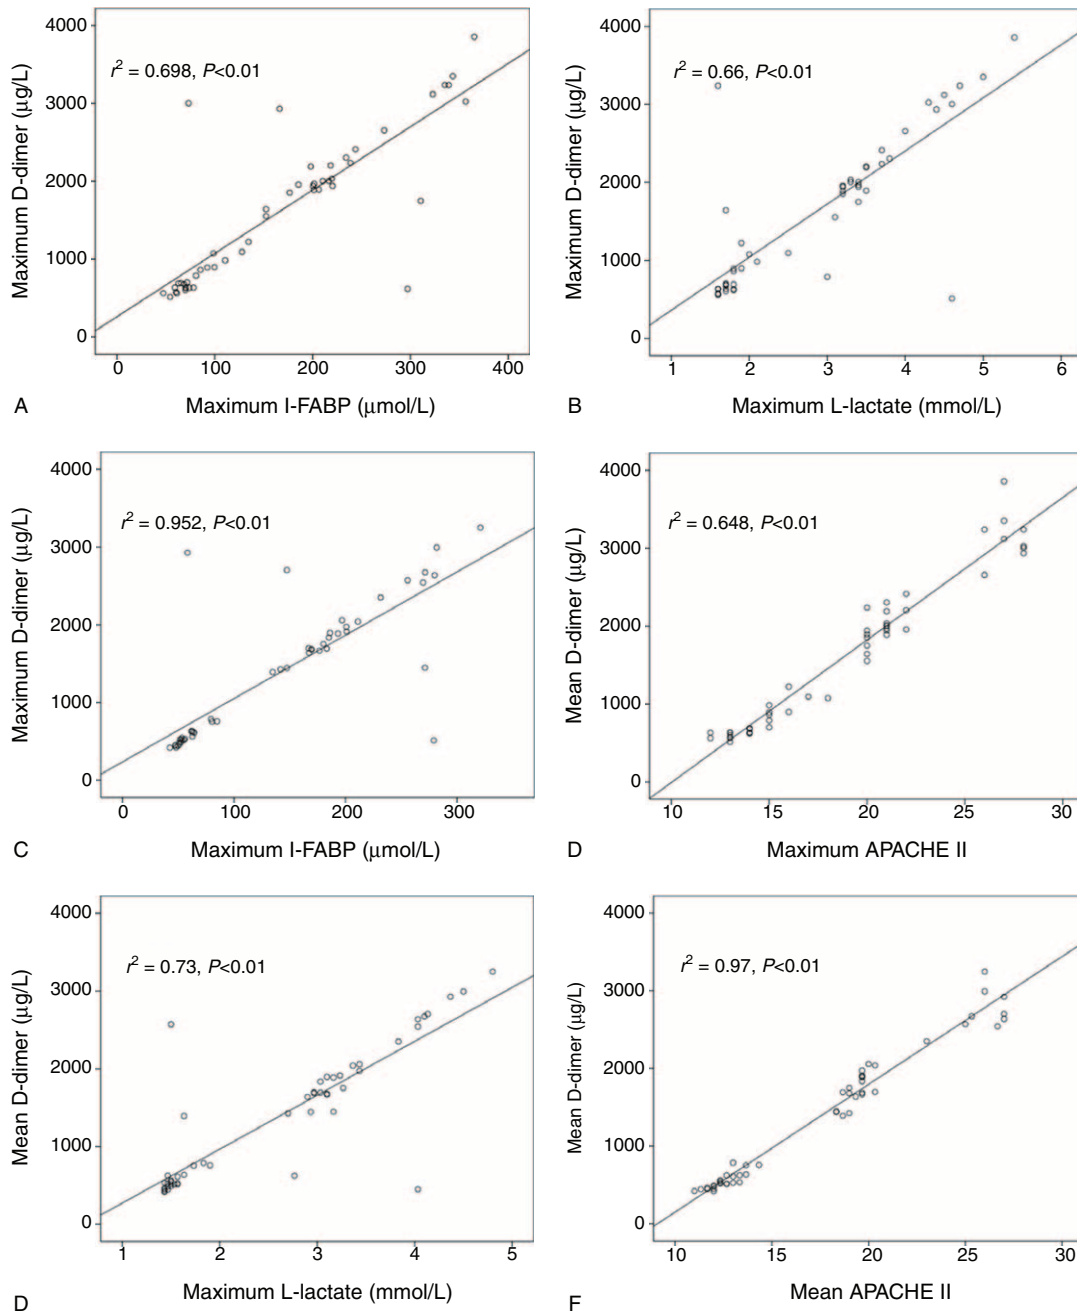 4000
3000
2000
1000
0
Maximum D-dimer (μg/L)
r² = 0.698, P<0.01
0 100 200 300 400
A Maximum I-FABP (μmol/L)
4000
3000
2000
1000
0
Maximum D-dimer (μg/L)
r² = 0.66, P<0.01
1 2 3 4 5 6
B Maximum L-lactate (mmol/L)
4000
3000
2000
1000
0
Maximum D-dimer (μg/L)
r² = 0.952, P<0.01
0 100 200 300
C Maximum I-FABP (μmol/L)
4000
3000
2000
1000
0
Mean D-dimer (μg/L)
r² = 0.648, P<0.01
10 15 20 25 30
D Maximum APACHE II
4000
3000
2000
1000
0
Mean D-dimer (μg/L)
r² = 0.73, P<0.01
1 2 3 4 5
D Maximum L-lactate (mmol/L)
4000
3000
2000
1000
0
Mean D-dimer (μg/L)
r² = 0.97, P<0.01
10 15 20 25 30
F Mean APACHE II